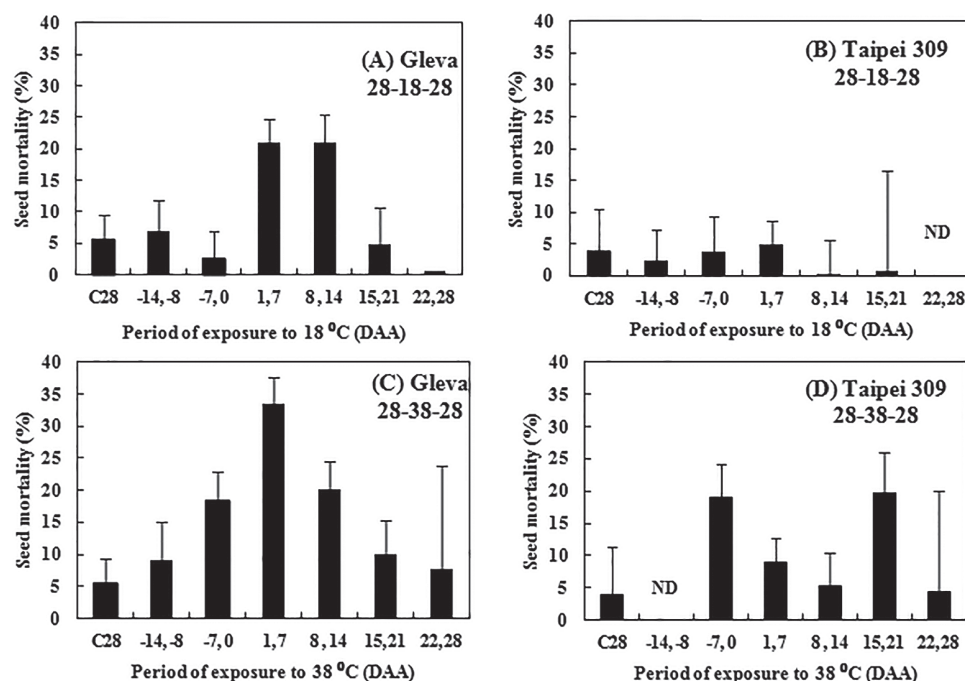 (A) Gleva
28-18-28
Seed mortality (%)
40
35
30
25
20
15
10
5
0
C28 -14, -8 -7, 0 1, 7 8, 14 15, 21 22, 28
Period of exposure to 18 ⁰C (DAA)
(B) Taipei 309
28-18-28
Seed mortality (%)
40
35
30
25
20
15
10
5
0
ND
C28 -14, -8 -7, 0 1, 7 8, 14 15, 21 22, 28
Period of exposure to 18 ⁰C (DAA)
(C) Gleva
28-38-28
Seed mortality (%)
40
35
30
25
20
15
10
5
0
C28 -14, -8 -7, 0 1, 7 8, 14 15, 21 22, 28
Period of exposure to 38 ⁰C (DAA)
(D) Taipei 309
28-38-28
Seed mortality (%)
40
35
30
25
20
15
10
5
0
ND
C28 -14, -8 -7, 0 1, 7 8, 14 15, 21 22, 28
Period of exposure to 38 ⁰C (DAA)